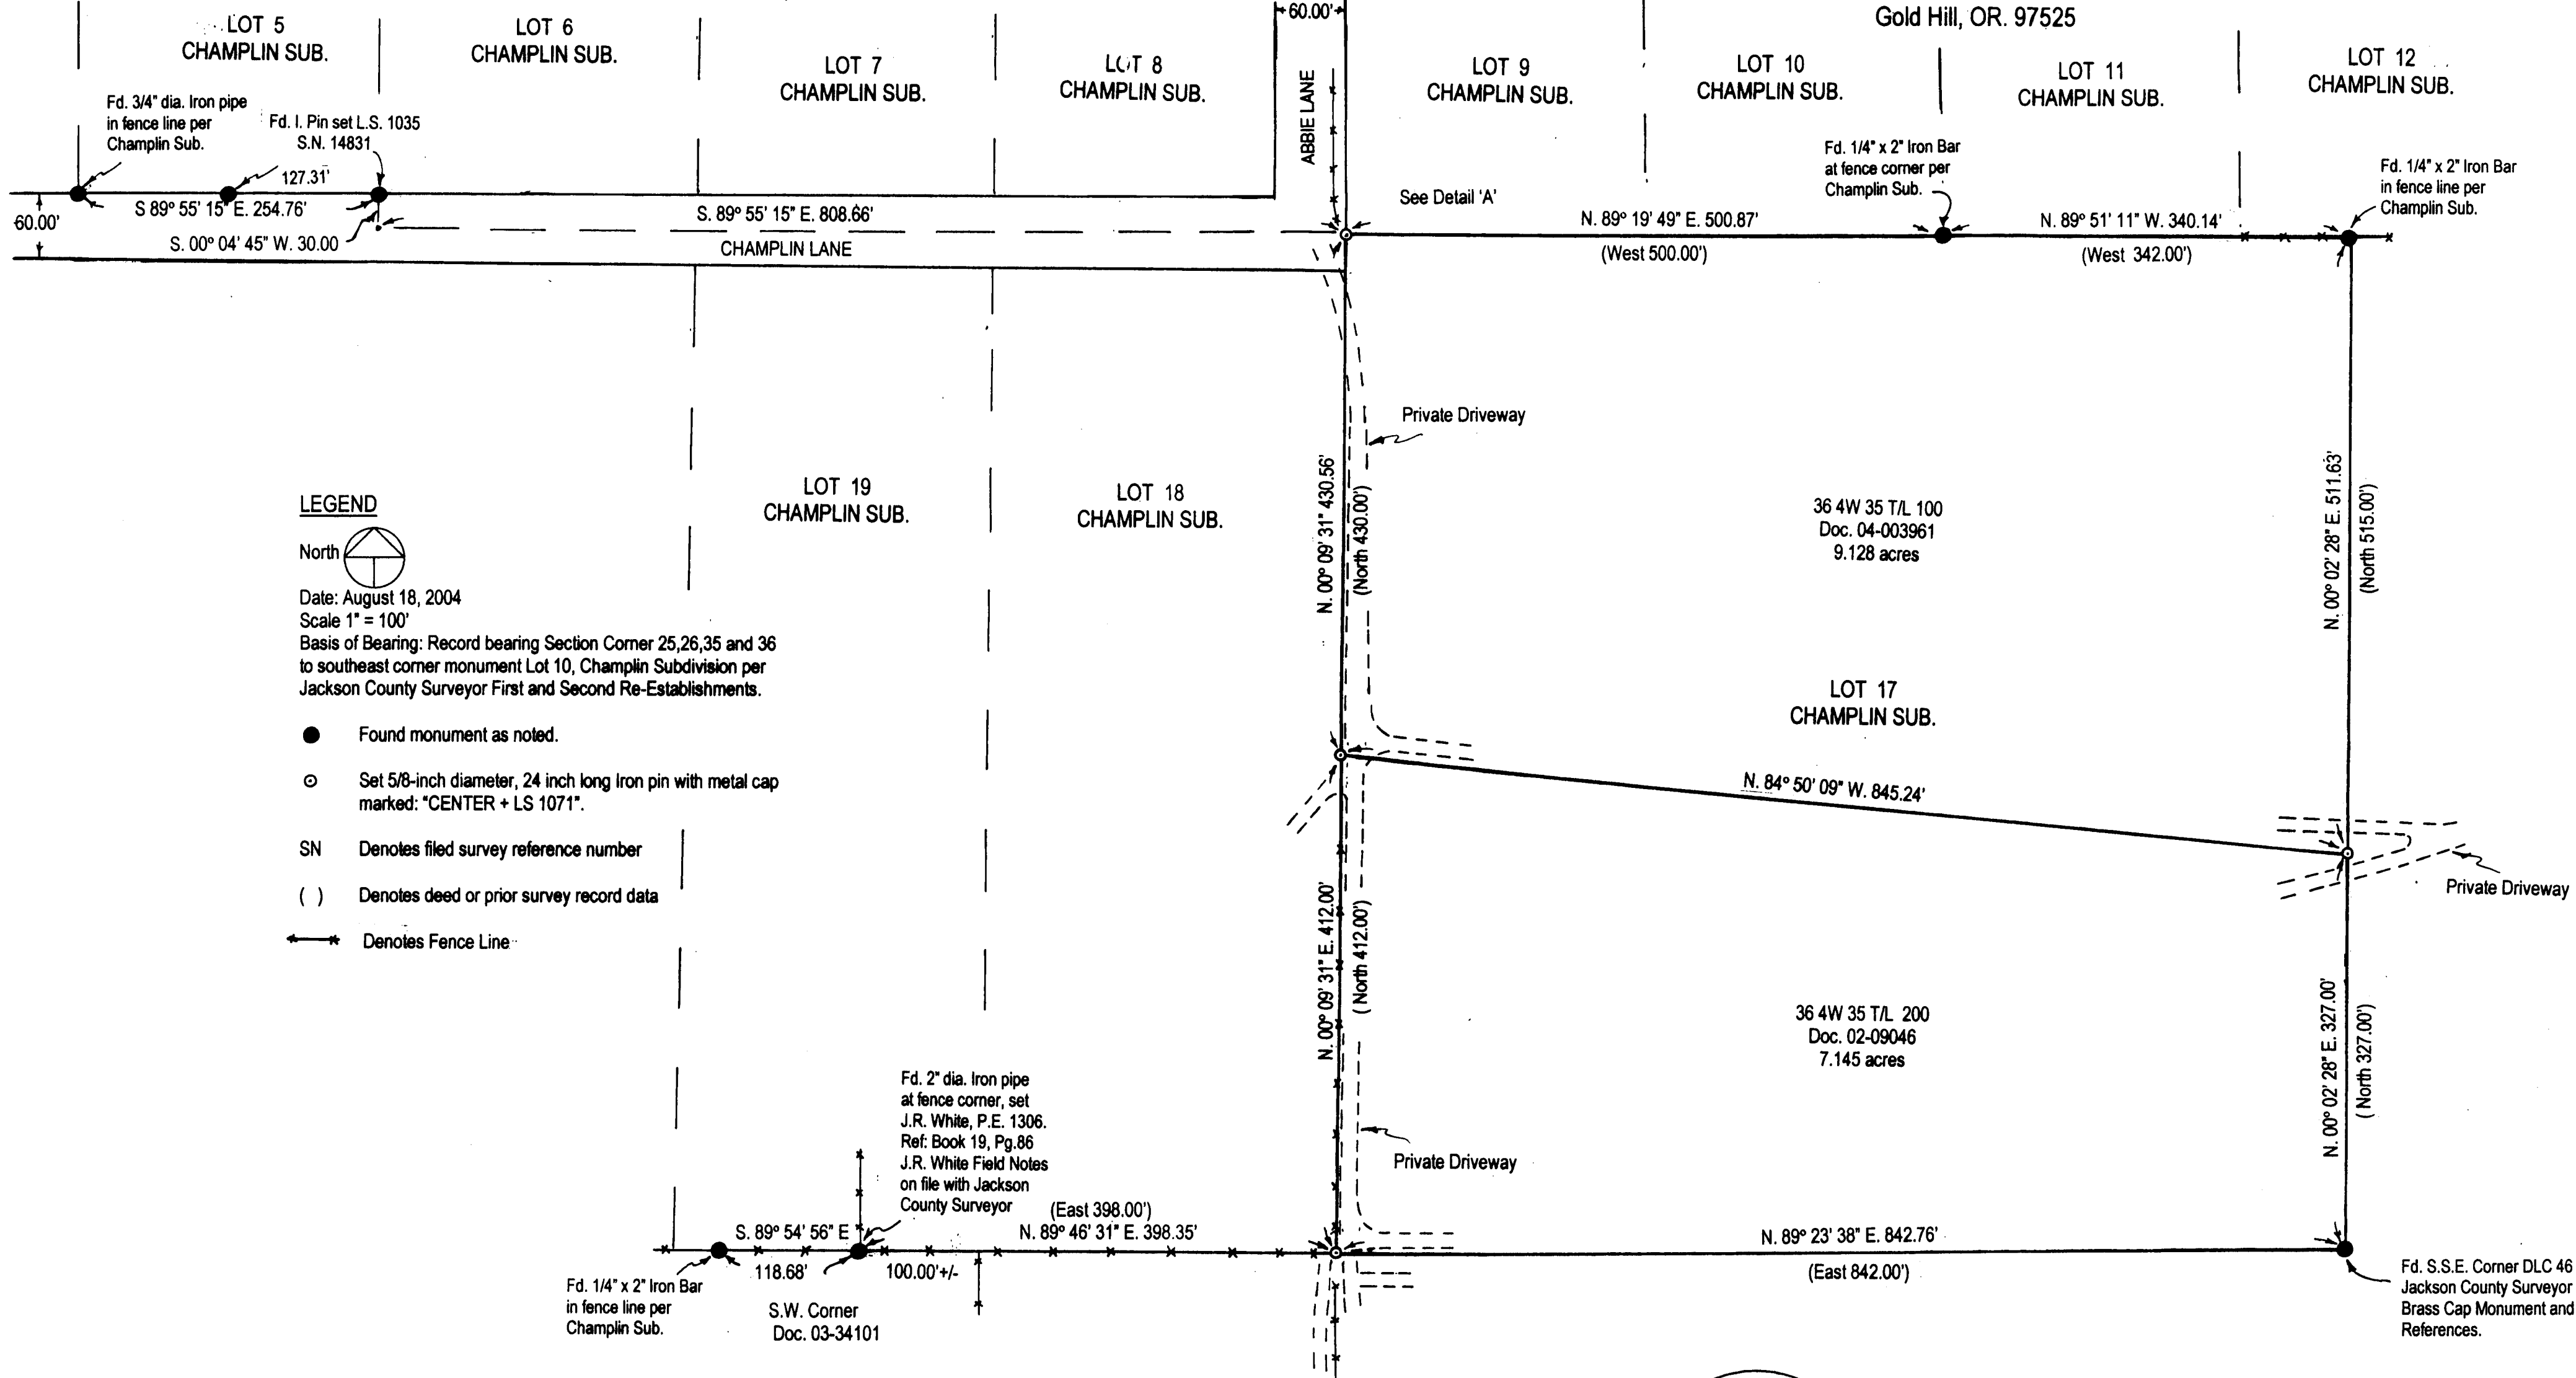 60.00'
Gold Hill, OR. 97525
LOT 5
CHAMPLIN SUB.
LOT 6
CHAMPLIN SUB.
LOT 7
CHAMPLIN SUB.
LOT 8
CHAMPLIN SUB.
ABBIE LANE
LOT 9
CHAMPLIN SUB.
LOT 10
CHAMPLIN SUB.
LOT 11
CHAMPLIN SUB.
LOT 12
CHAMPLIN SUB.
Fd. 3/4" dia. Iron pipe
in fence line per
Champlin Sub.
Fd. I. Pin set L.S. 1035
S.N. 14831
127.31'
S 89° 55' 15" E. 254.76'
60.00'
S. 00° 04' 45" W. 30.00
S. 89° 55' 15" E. 808.66'
CHAMPLIN LANE
See Detail 'A'
Fd. 1/4" x 2" Iron Bar
at fence corner per
Champlin Sub.
Fd. 1/4" x 2" Iron Bar
in fence line per
Champlin Sub.
N. 89° 19' 49" E. 500.87'
(West 500.00')
N. 89° 51' 11" W. 340.14'
(West 342.00')
Private Driveway
N. 00° 09' 31" 430.56'
(North 430.00')
36 4W 35 T/L 100
Doc. 04-003961
9.128 acres
N. 00° 02' 28" E. 511.63'
(North 515.00')
LOT 19
CHAMPLIN SUB.
LOT 18
CHAMPLIN SUB.
LOT 17
CHAMPLIN SUB.
LEGEND
North
Date: August 18, 2004
Scale 1" = 100'
Basis of Bearing: Record bearing Section Corner 25,26,35 and 36
to southeast corner monument Lot 10, Champlin Subdivision per
Jackson County Surveyor First and Second Re-Establishments.
Found monument as noted.
Set 5/8-inch diameter, 24 inch long Iron pin with metal cap
marked: "CENTER + LS 1071".
SN Denotes filed survey reference number
( ) Denotes deed or prior survey record data
Denotes Fence Line
N. 84° 50' 09" W. 845.24'
Private Driveway
N. 00° 09' 31" E. 412.00'
( North 412.00')
36 4W 35 T/L 200
Doc. 02-09046
7.145 acres
N. 00° 02' 28" E. 327.00'
( North 327.00')
Fd. 2" dia. Iron pipe
at fence corner, set
J.R. White, P.E. 1306.
Ref: Book 19, Pg.86
J.R. White Field Notes
on file with Jackson
County Surveyor
Private Driveway
S. 89° 54' 56" E
118.68'
100.00'+/-
(East 398.00')
N. 89° 46' 31" E. 398.35'
N. 89° 23' 38" E. 842.76'
(East 842.00')
Fd. 1/4" x 2" Iron Bar
in fence line per
Champlin Sub.
S.W. Corner
Doc. 03-34101
Fd. S.S.E. Corner DLC 46
Jackson County Surveyor
Brass Cap Monument and
References.